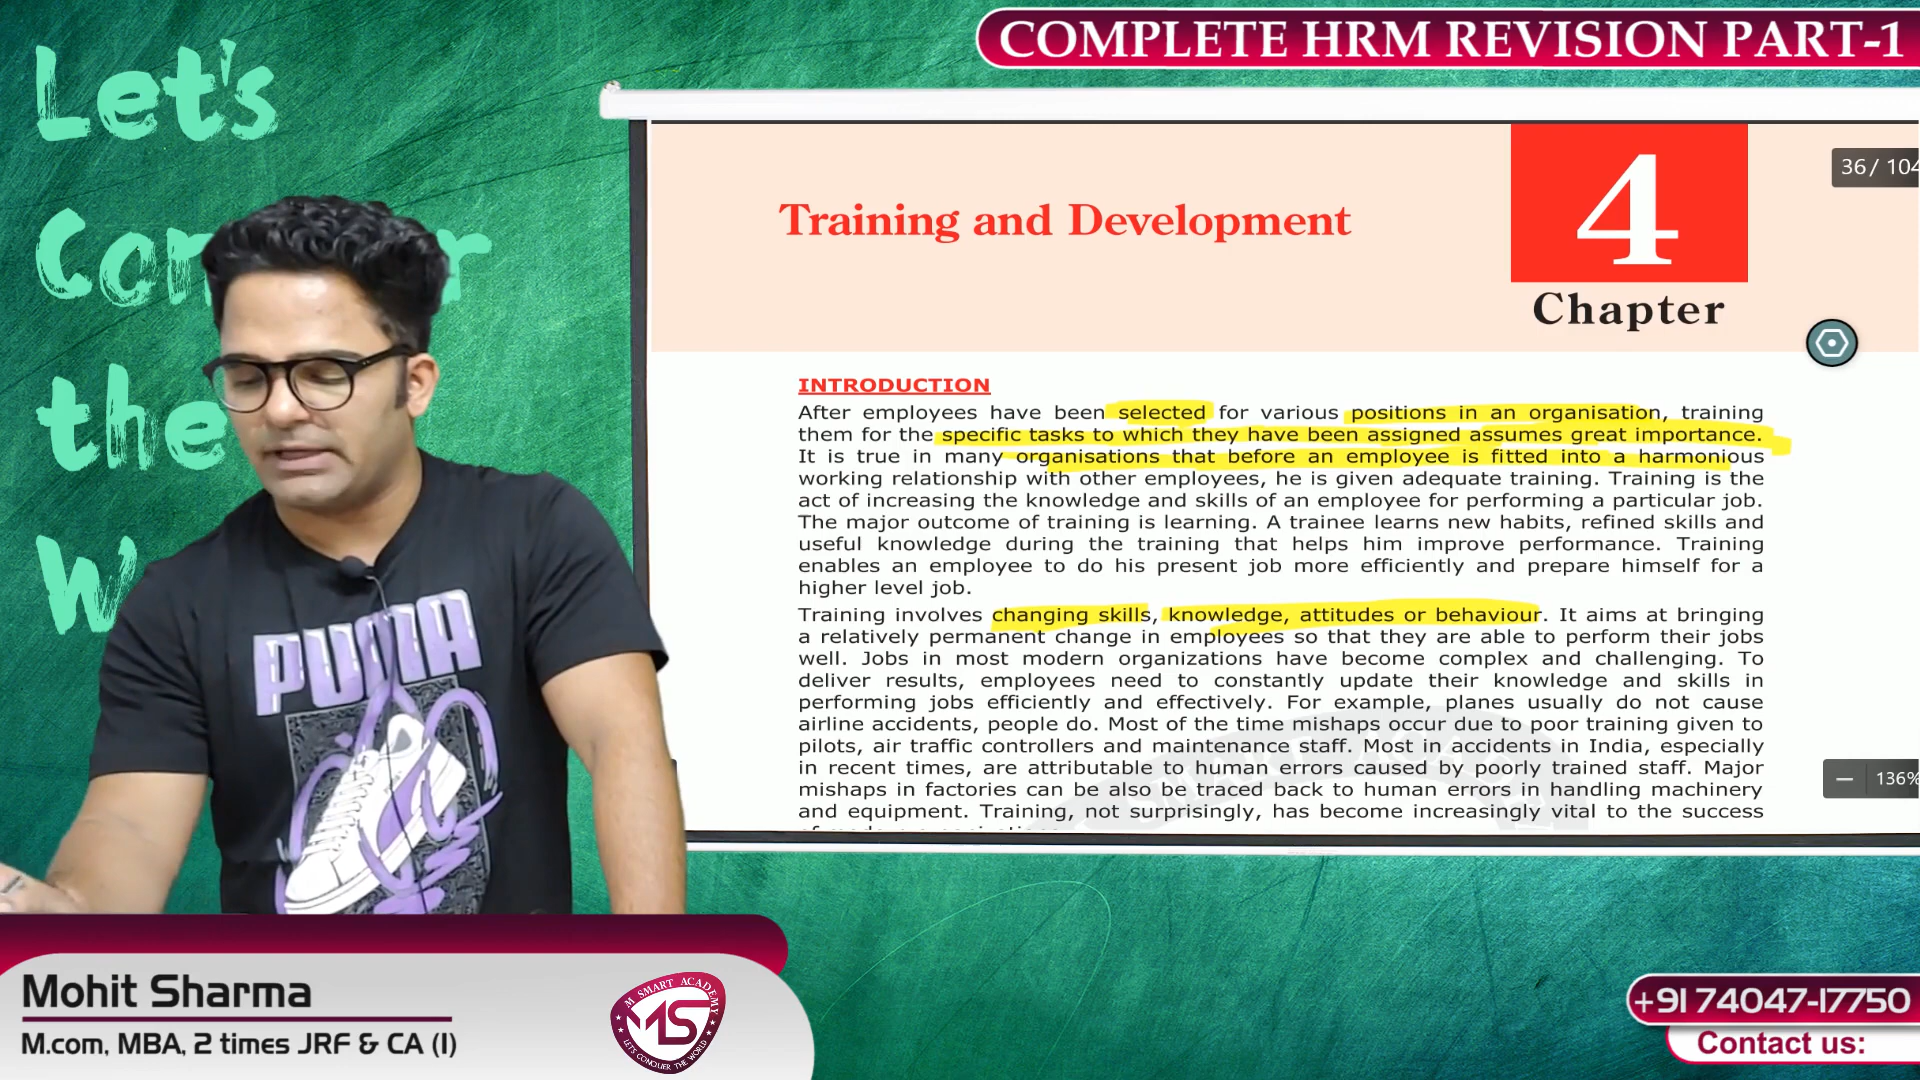 COMPLETE HRM REVISION PART-1
Let's
the
4
36 / 104
Training and Development
Chapter
INTRODUCTION
After employees have been selected for various positions in an organisation, training
them for the specific tasks to which they have been assigned assumes great importance.
It is true in many organisations that before an employee is fitted into a harmonious
working relationship with other employees, he is given adequate training. Training is the
act of increasing the knowledge and skills of an employee for performing a particular job.
The major outcome of training is learning. A trainee learns new habits, refined skills and
useful knowledge during the training that helps him improve performance. Training
enables an employee to do his present job more efficiently and prepare himself for a
higher level job.
Training involves changing skills, knowledge, attitudes or behaviour. It aims at bringing
a relatively permanent change in employees so that they are able to perform their jobs
well. Jobs in most modern organizations have become complex and challenging. To
deliver results, employees need to constantly update their knowledge and skills in
performing jobs efficiently and effectively. For example, planes usually do not cause
airline accidents, people do. Most of the time mishaps occur due to poor training given to
pilots, air traffic controllers and maintenance staff. Most in accidents in India, especially
in recent times, are attributable to human errors caused by poorly trained staff. Major
mishaps in factories can be also be traced back to human errors in handling machinery
and equipment. Training, not surprisingly, has become increasingly vital to the success
136%
PUMA
Mohit Sharma
M.com, MBA, 2 times JRF & CA (I)
M SMART ACADEMY
MS
LET'S CONQUER THE WORLD
+91 74047-17750
Contact us: